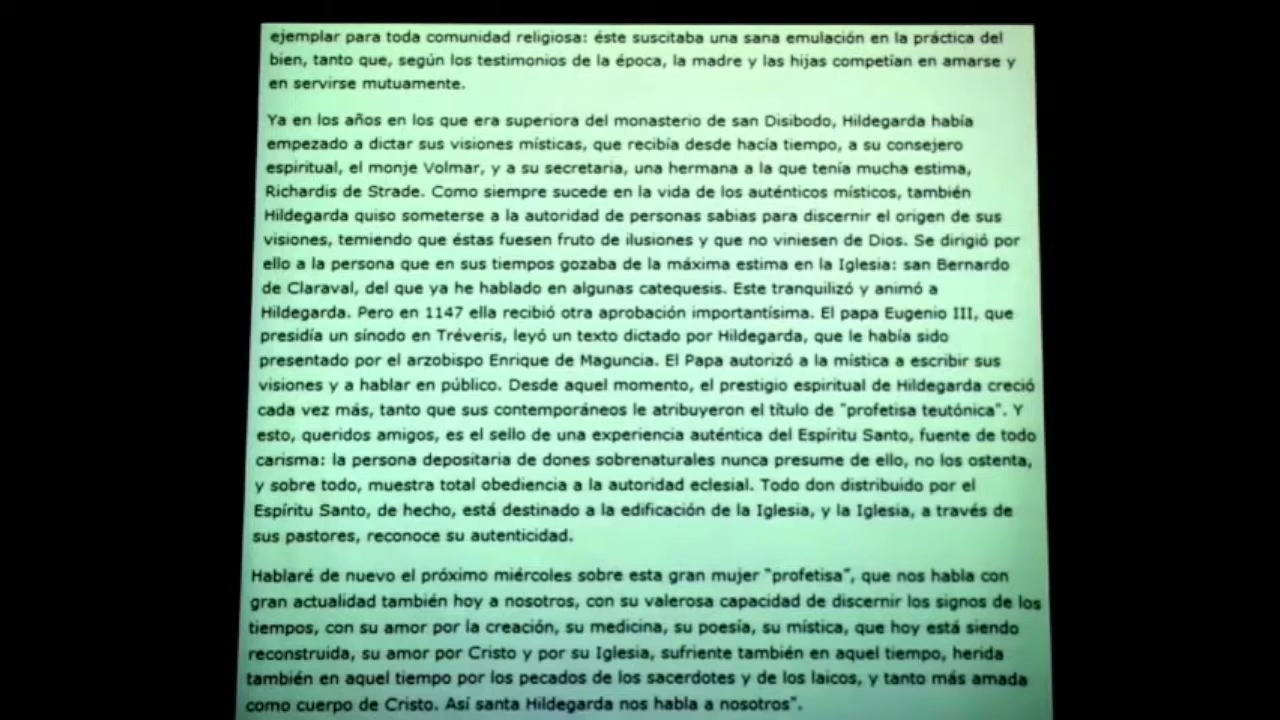 ejemplar para toda comunidad religiosa: éste suscitaba una sana emulación en la práctica del
bien, tanto que, según los testimonios de la época, la madre y las hijas competían en amarse y
en servirse mutuamente.
Ya en los años en los que era superiora del monasterio de san Disibodo, Hildegarda había
empezado a dictar sus visiones místicas, que recibía desde hacía tiempo, a su consejero
espiritual, el monje Volmar, y a su secretaria, una hermana a la que tenía mucha estima,
Richardis de Strade. Como siempre sucede en la vida de los auténticos místicos, también
Hildegarda quiso someterse a la autoridad de personas sabias para discernir el origen de sus
visiones, temiendo que éstas fuesen fruto de ilusiones y que no viniesen de Dios. Se dirigió por
ello a la persona que en sus tiempos gozaba de la máxima estima en la Iglesia: san Bernardo
de Claraval, del que ya he hablado en algunas catequesis. Este tranquilizó y animó a
Hildegarda. Pero en 1147 ella recibió otra aprobación importantísima. El papa Eugenio III, que
presidía un sínodo en Tréveris, leyó un texto dictado por Hildegarda, que le había sido
presentado por el arzobispo Enrique de Maguncia. El Papa autorizó a la mística a escribir sus
visiones y a hablar en público. Desde aquel momento, el prestigio espiritual de Hildegarda creció
cada vez más, tanto que sus contemporáneos le atribuyeron el título de "profetisa teutónica". Y
esto, queridos amigos, es el sello de una experiencia auténtica del Espíritu Santo, fuente de todo
carisma: la persona depositaria de dones sobrenaturales nunca presume de ello, no los ostenta,
y sobre todo, muestra total obediencia a la autoridad eclesial. Todo don distribuido por el
Espíritu Santo, de hecho, está destinado a la edificación de la Iglesia, y la Iglesia, a través de
sus pastores, reconoce su autenticidad.
Hablaré de nuevo el próximo miércoles sobre esta gran mujer "profetisa", que nos habla con
gran actualidad también hoy a nosotros, con su valerosa capacidad de discernir los signos de los
tiempos, con su amor por la creación, su medicina, su poesía, su mística, que hoy está siendo
reconstruida, su amor por Cristo y por su Iglesia, sufriente también en aquel tiempo, herida
también en aquel tiempo por los pecados de los sacerdotes y de los laicos, y tanto más amada
como cuerpo de Cristo. Así santa Hildegarda nos habla a nosotros".